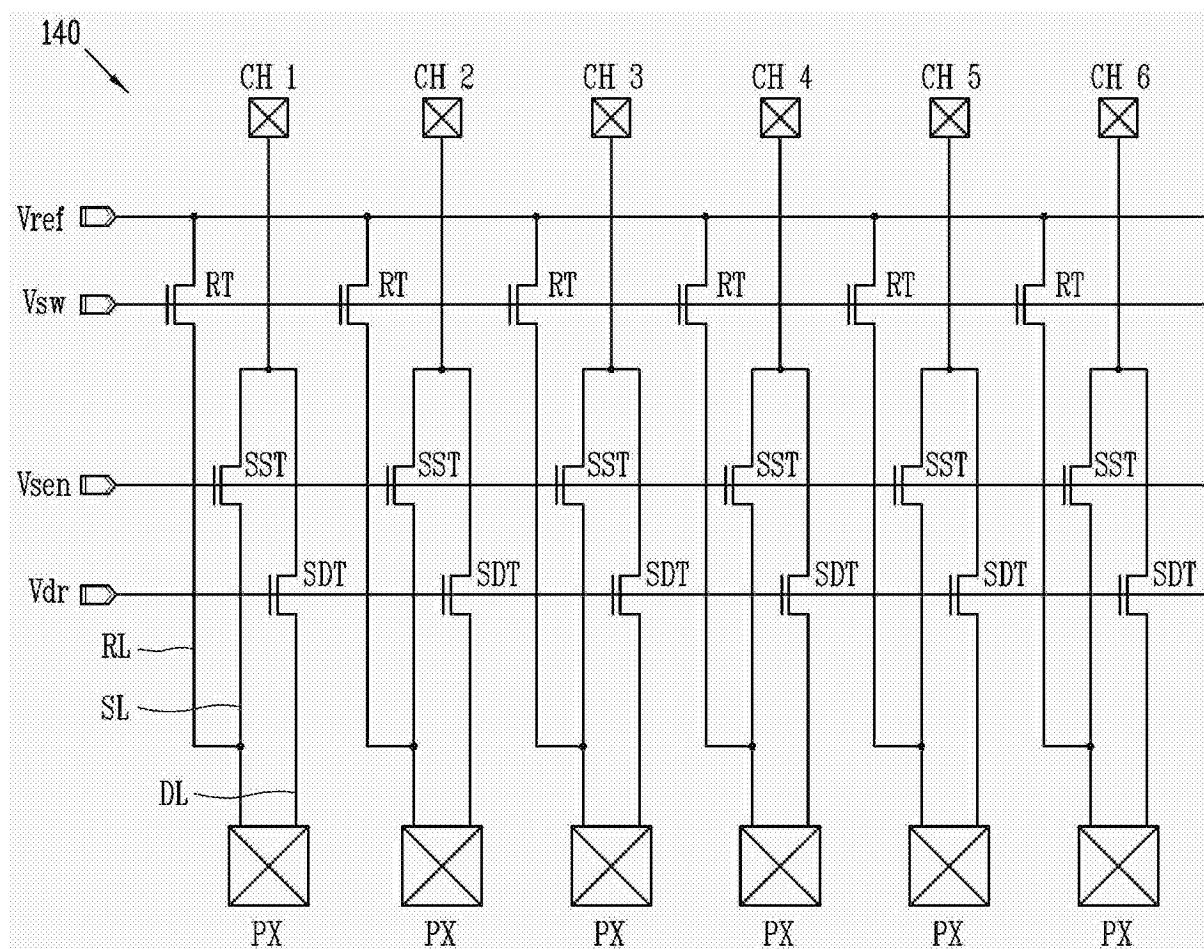 140
CH 1 CH 2 CH 3 CH 4 CH 5 CH 6
Vref
Vsw RT RT RT RT RT RT
Vsen SST SST SST SST SST SST
Vdr SDT SDT SDT SDT SDT SDT
RL
SL
DL
PX PX PX PX PX PX